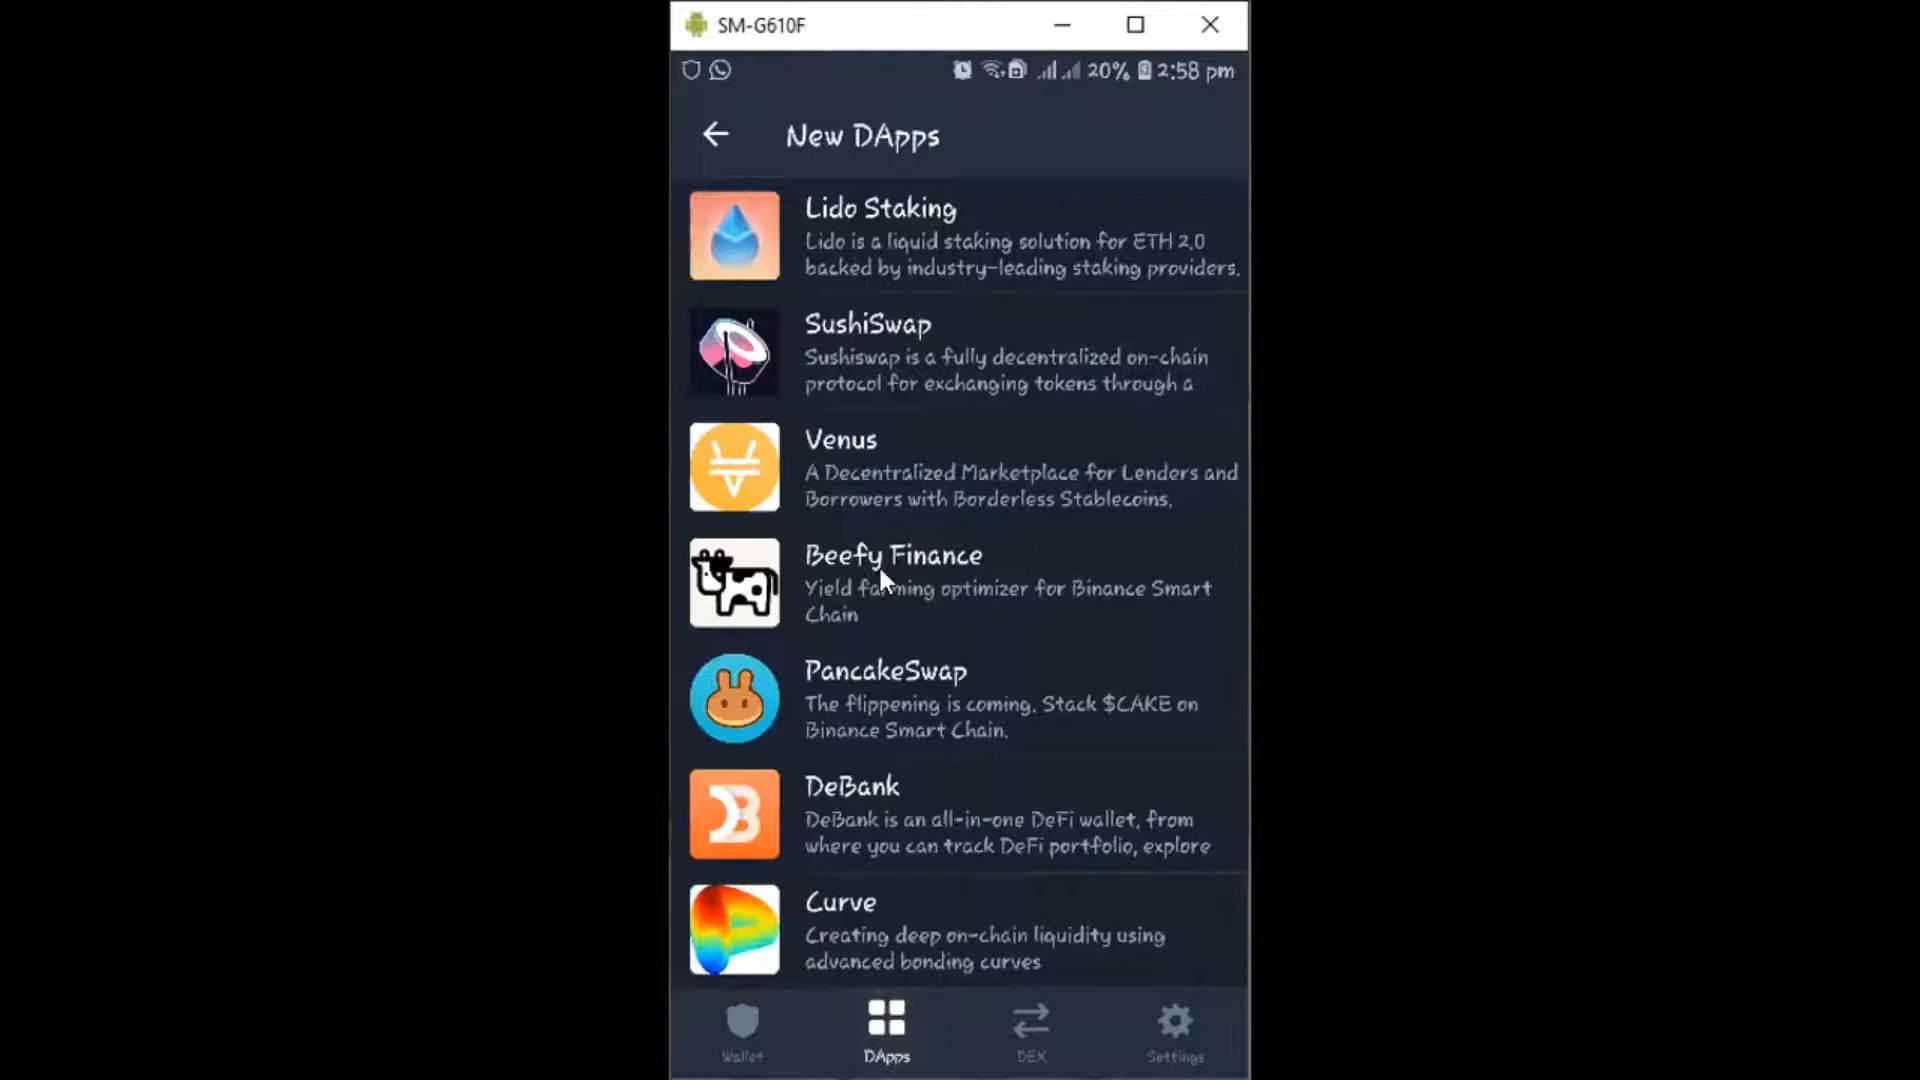 SM-G610F
20% 2:58 pm
New DApps
Lido Staking
Lido is a liquid staking solution for ETH 2.0
backed by industry-leading staking providers.
SushiSwap
Sushiswap is a fully decentralized on-chain
protocol for exchanging tokens through a
Venus
A Decentralized Marketplace for Lenders and
Borrowers with Borderless Stablecoins.
Beefy Finance
Yield farming optimizer for Binance Smart
Chain
PancakeSwap
The flippening is coming. Stack $CAKE on
Binance Smart Chain.
DeBank
DeBank is an all-in-one DeFi wallet, from
where you can track DeFi portfolio, explore
Curve
Creating deep on-chain liquidity using
advanced bonding curves
Wallet DApps DEX Settings